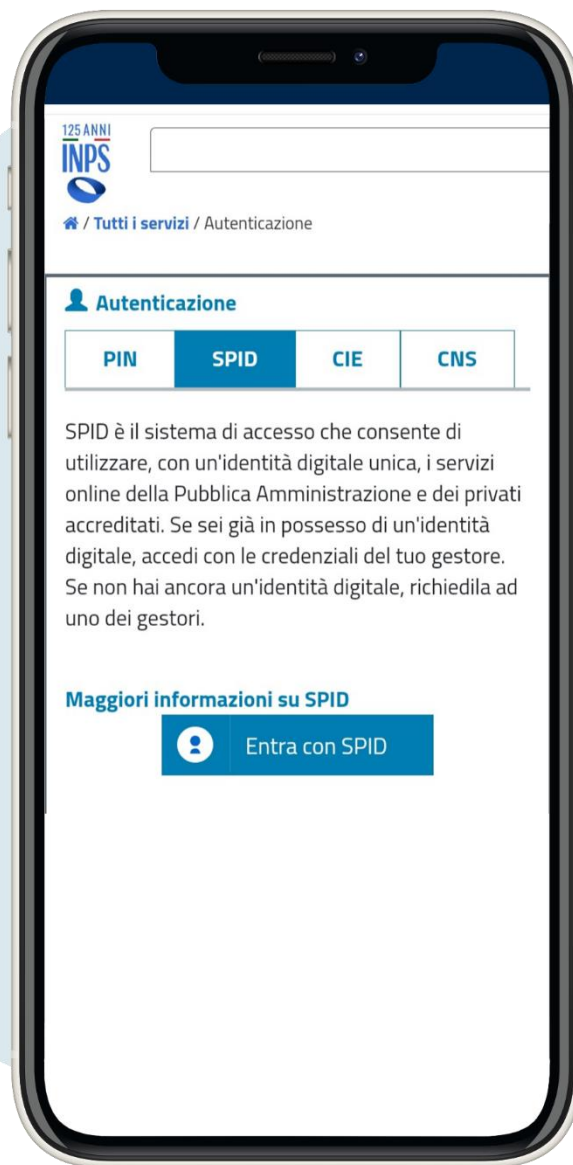 125 ANNI
INPS
/ Tutti i servizi / Autenticazione
Autenticazione
PIN SPID CIE CNS
SPID è il sistema di accesso che consente di
utilizzare, con un'identità digitale unica, i servizi
online della Pubblica Amministrazione e dei privati
accreditati. Se sei già in possesso di un'identità
digitale, accedi con le credenziali del tuo gestore.
Se non hai ancora un'identità digitale, richiedila ad
uno dei gestori.
Maggiori informazioni su SPID
Entra con SPID